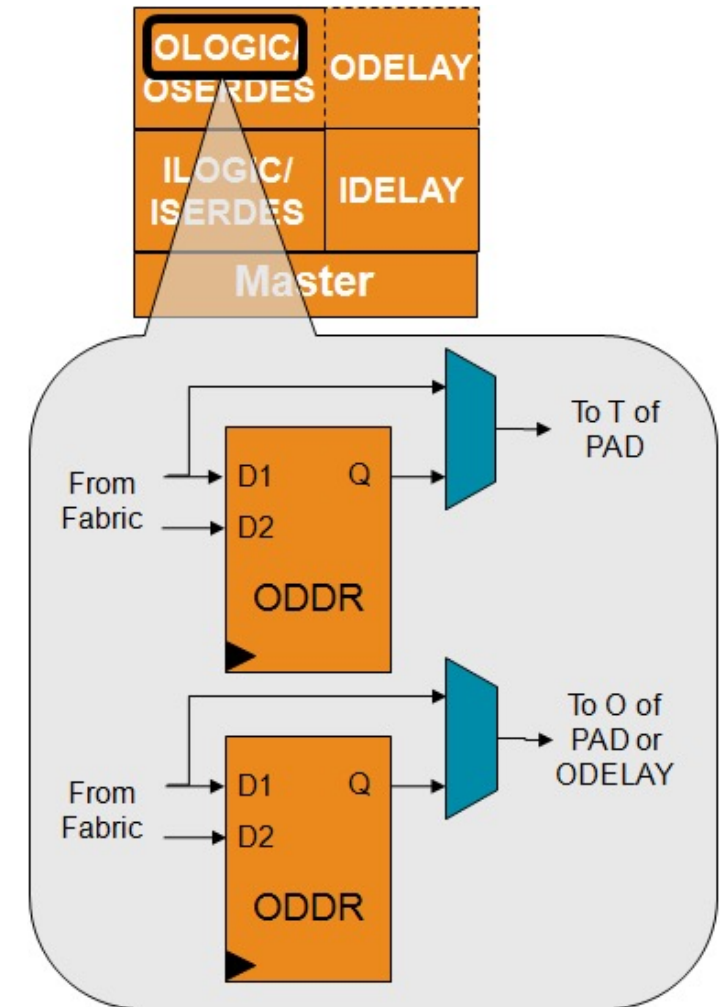 OLOGIC/
OSERDES
ODELAY
ILOGIC/
ISERDES
IDELAY
Master
From
Fabric
D1
Q
D2
ODDR
To T of
PAD
From
Fabric
D1
Q
D2
ODDR
To O of
PAD or
ODELAY